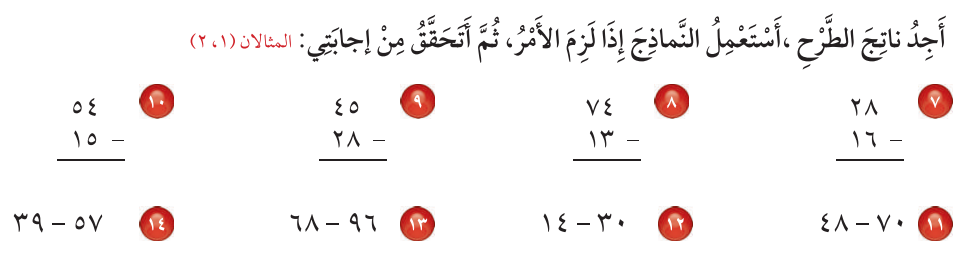 أَجِدُ ناتِجَ الطَّرْحِ ،أَسْتَعْمِلُ النَّماذِجَ إِذَا لَزِمَ الأَمْرُ، ثُمَّ أَتَحَقَّقُ مِنْ إجابَتِي: المثالان (١، ٢)
٧ ٢٨ ٨ ٧٤ ٩ ٤٥ ١٠ ٥٤
− ١٦ − ١٣ − ٢٨ − ١٥
١١ ٧٠ − ٤٨ ١٢ ٣٠ − ١٤ ١٣ ٩٦ − ٦٨ ١٤ ٥٧ − ٣٩